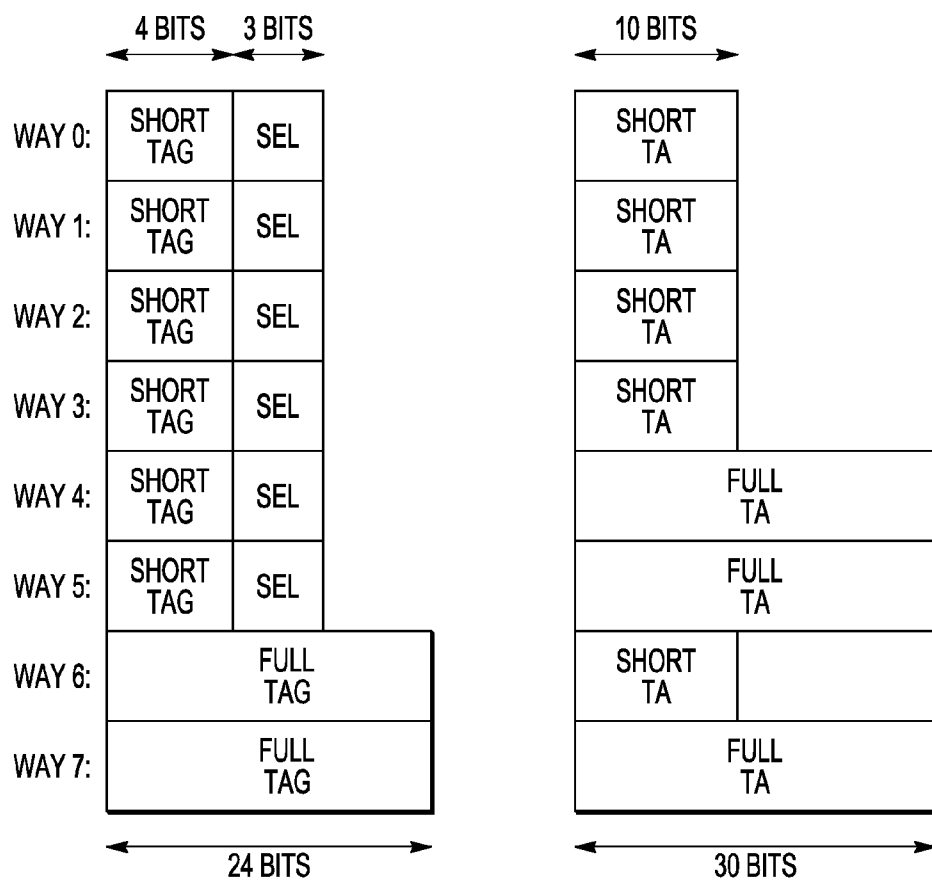 4 BITS 3 BITS 10 BITS
WAY 0: SHORT TAG SEL SHORT TA
WAY 1: SHORT TAG SEL SHORT TA
WAY 2: SHORT TAG SEL SHORT TA
WAY 3: SHORT TAG SEL SHORT TA
WAY 4: SHORT TAG SEL FULL TA
WAY 5: SHORT TAG SEL FULL TA
WAY 6: FULL TAG SHORT TA
WAY 7: FULL TAG FULL TA
24 BITS 30 BITS